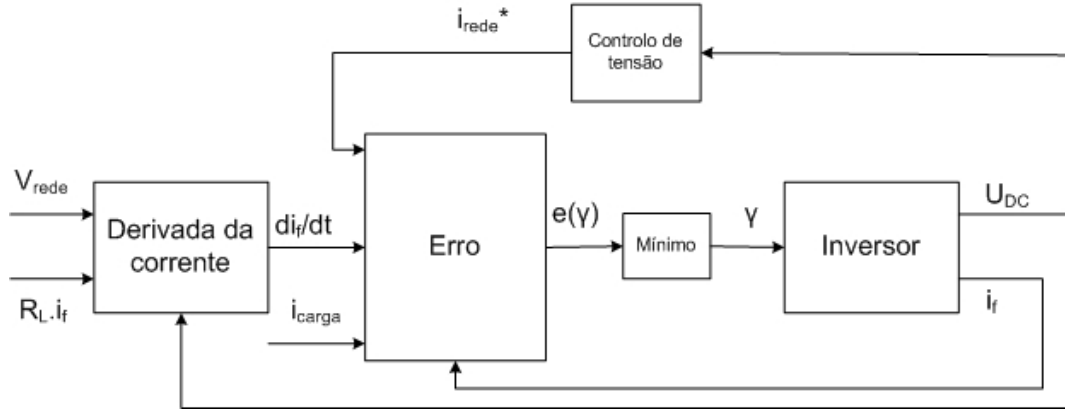 i_rede*
Controlo de
tensão
V_rede
R_L.i_f
Derivada da
corrente
di_f/dt
i_carga
Erro
e(γ)
Mínimo
γ
Inversor
U_DC
i_f